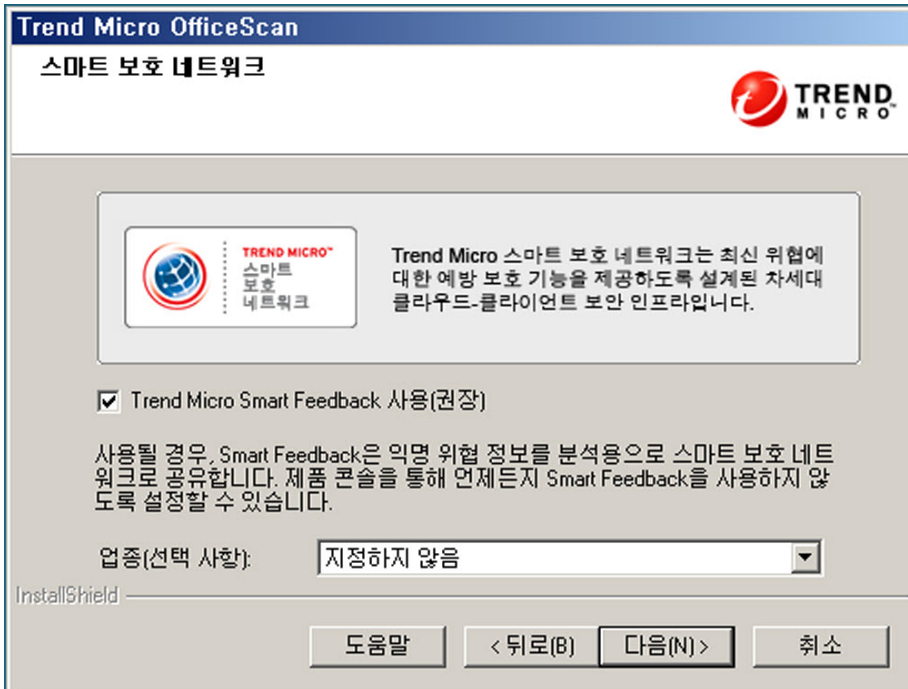 Trend Micro OfficeScan
스마트 보호 네트워크
TREND
MICRO™
TREND MICRO™
스마트
보호
네트워크
Trend Micro 스마트 보호 네트워크는 최신 위협에
대한 예방 보호 기능을 제공하도록 설계된 차세대
클라우드-클라이언트 보안 인프라입니다.
Trend Micro Smart Feedback 사용(권장)
사용될 경우, Smart Feedback은 익명 위협 정보를 분석용으로 스마트 보호 네트
워크로 공유합니다. 제품 콘솔을 통해 언제든지 Smart Feedback을 사용하지 않
도록 설정할 수 있습니다.
업종(선택 사항): 지정하지 않음
InstallShield
도움말 < 뒤로(B) 다음(N) > 취소